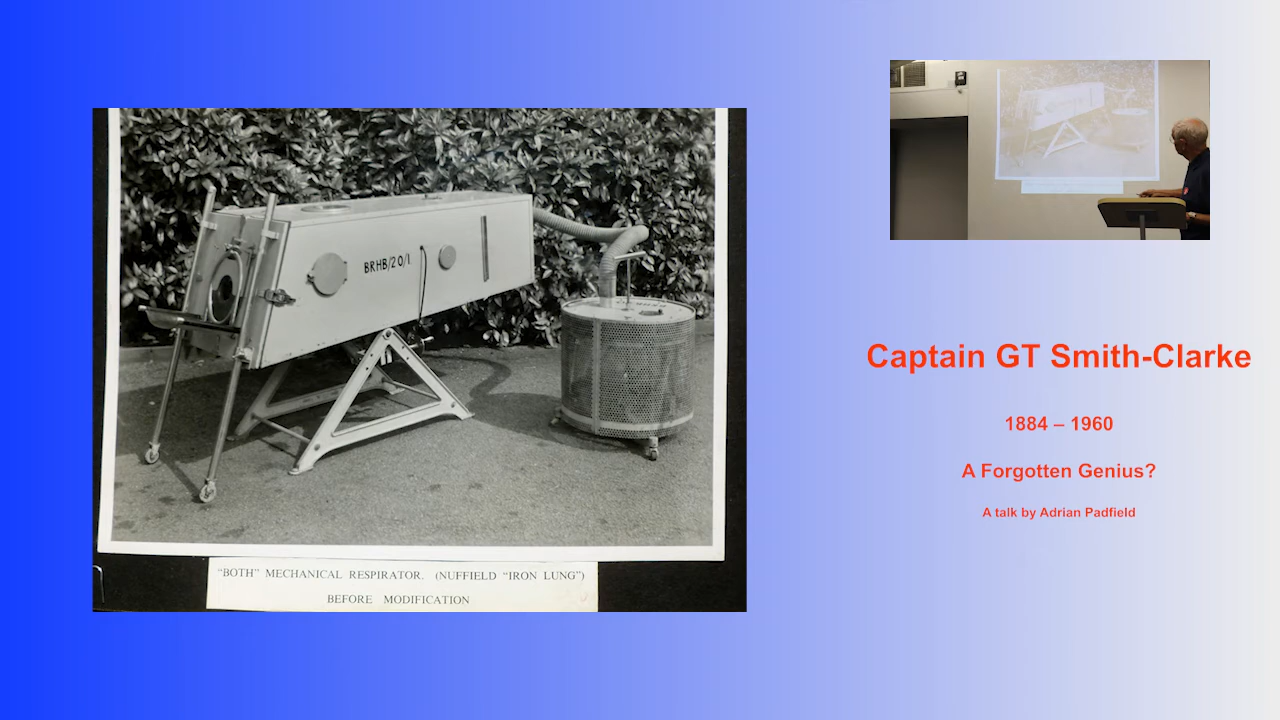 BRHB/20/1.
"BOTH" MECHANICAL RESPIRATOR. (NUFFIELD "IRON LUNG")
BEFORE MODIFICATION
Captain GT Smith-Clarke
1884 – 1960
A Forgotten Genius?
A talk by Adrian Padfield